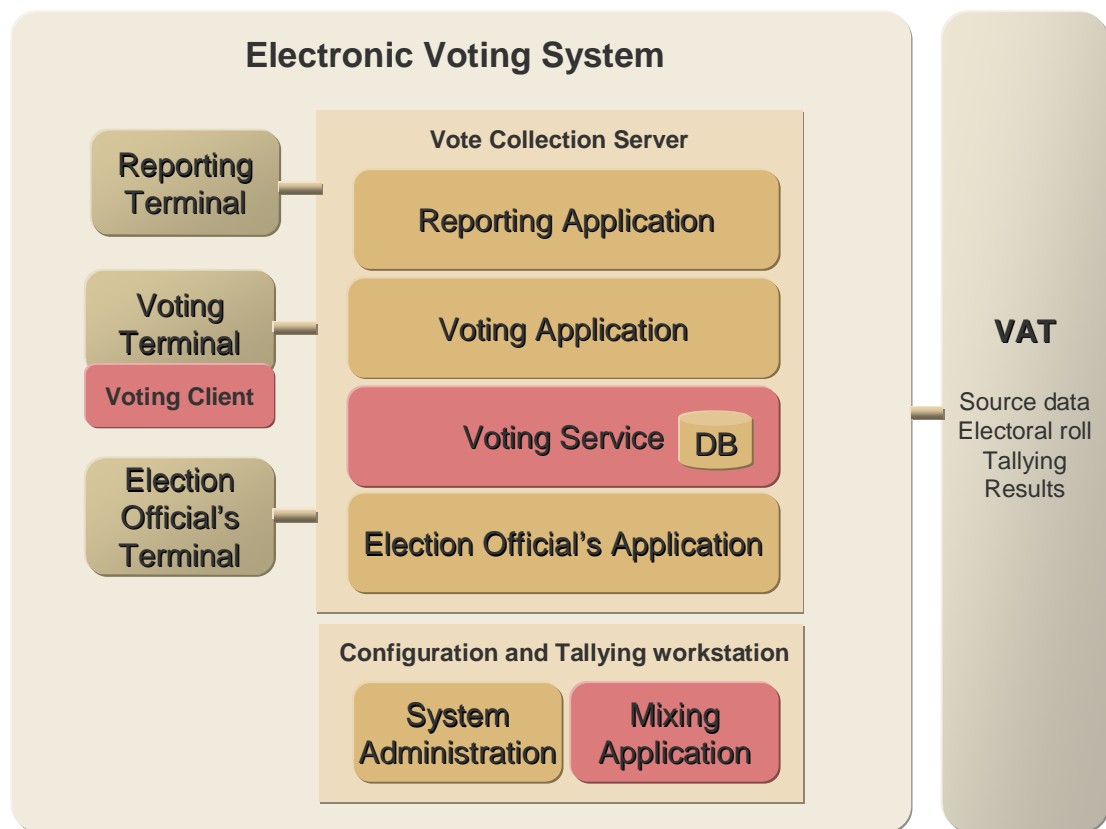 Electronic Voting System
Vote Collection Server
Reporting
Terminal
Reporting Application
Voting
Terminal
Voting Client
Voting Application
Voting Service
DB
Election
Official’s
Terminal
Election Official’s Application
Configuration and Tallying workstation
System
Administration
Mixing
Application
VAT
Source data
Electoral roll
Tallying
Results